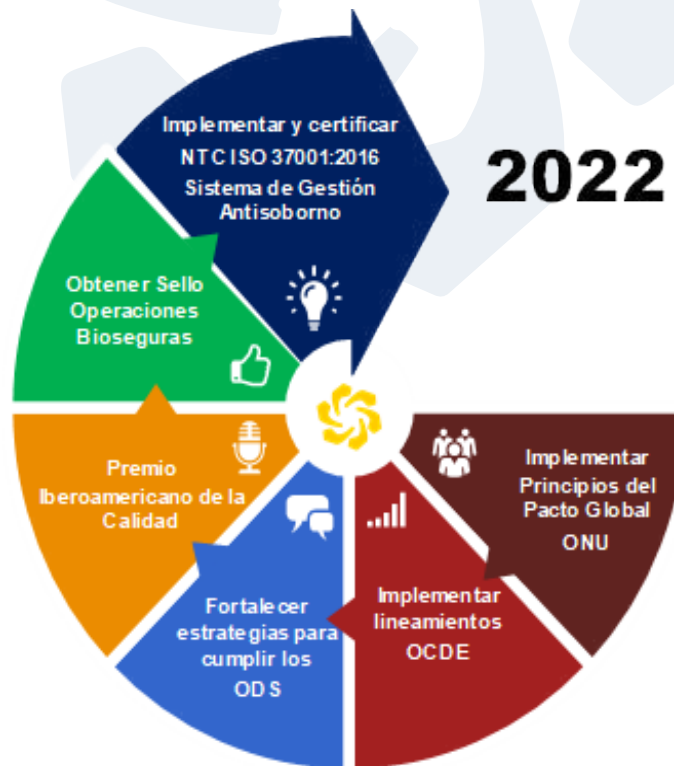 Implementar y certificar
NTC ISO 37001:2016
Sistema de Gestión
Antisoborno
2022
Obtener Sello
Operaciones
Bioseguras
Premio
Iberoamericano de la
Calidad
Fortalecer
estrategias para
cumplir los
ODS
Implementar
lineamientos
OCDE
Implementar
Principios del
Pacto Global
ONU